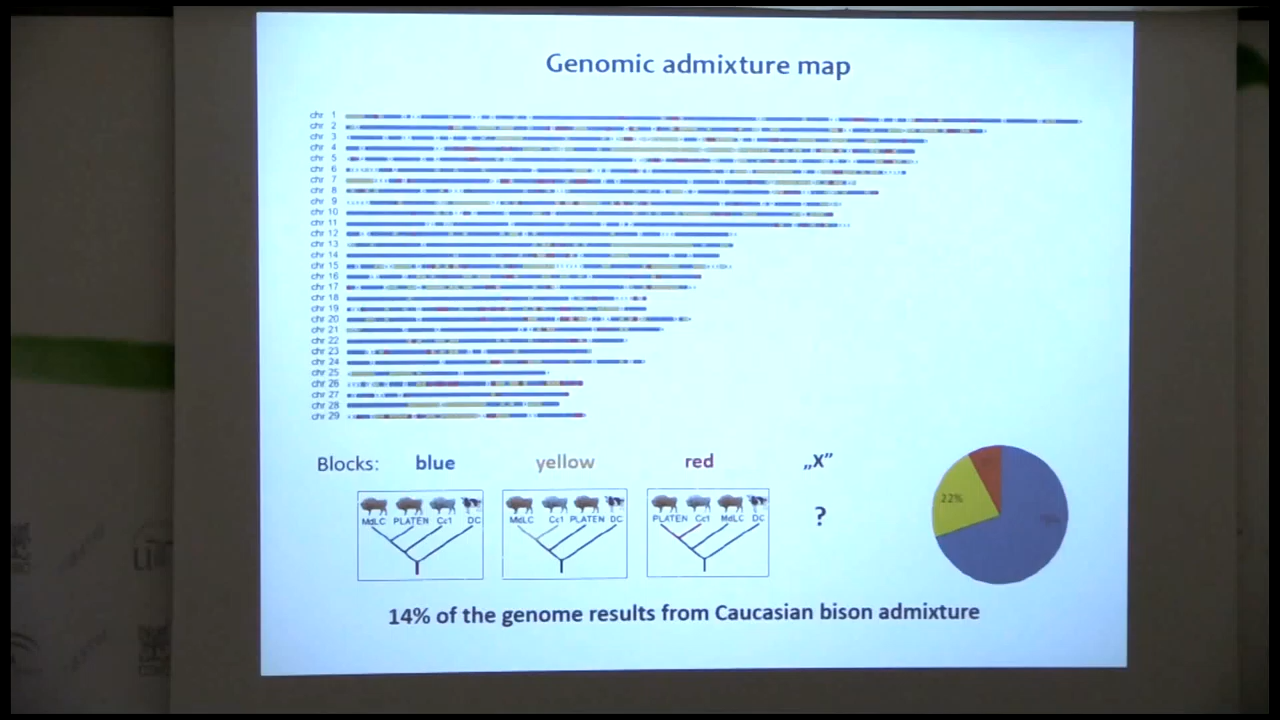 Genomic admixture map
chr 1
chr 2
chr 3
chr 4
chr 5
chr 6
chr 7
chr 8
chr 9
chr 10
chr 11
chr 12
chr 13
chr 14
chr 15
chr 16
chr 17
chr 18
chr 19
chr 20
chr 21
chr 22
chr 23
chr 24
chr 25
chr 26
chr 27
chr 28
chr 29
Blocks: blue yellow red „X”
MdLC PLATEN Cc1 DC
MdLC Cc1 PLATEN DC
PLATEN Cc1 MdLC DC
?
22%
14% of the genome results from Caucasian bison admixture